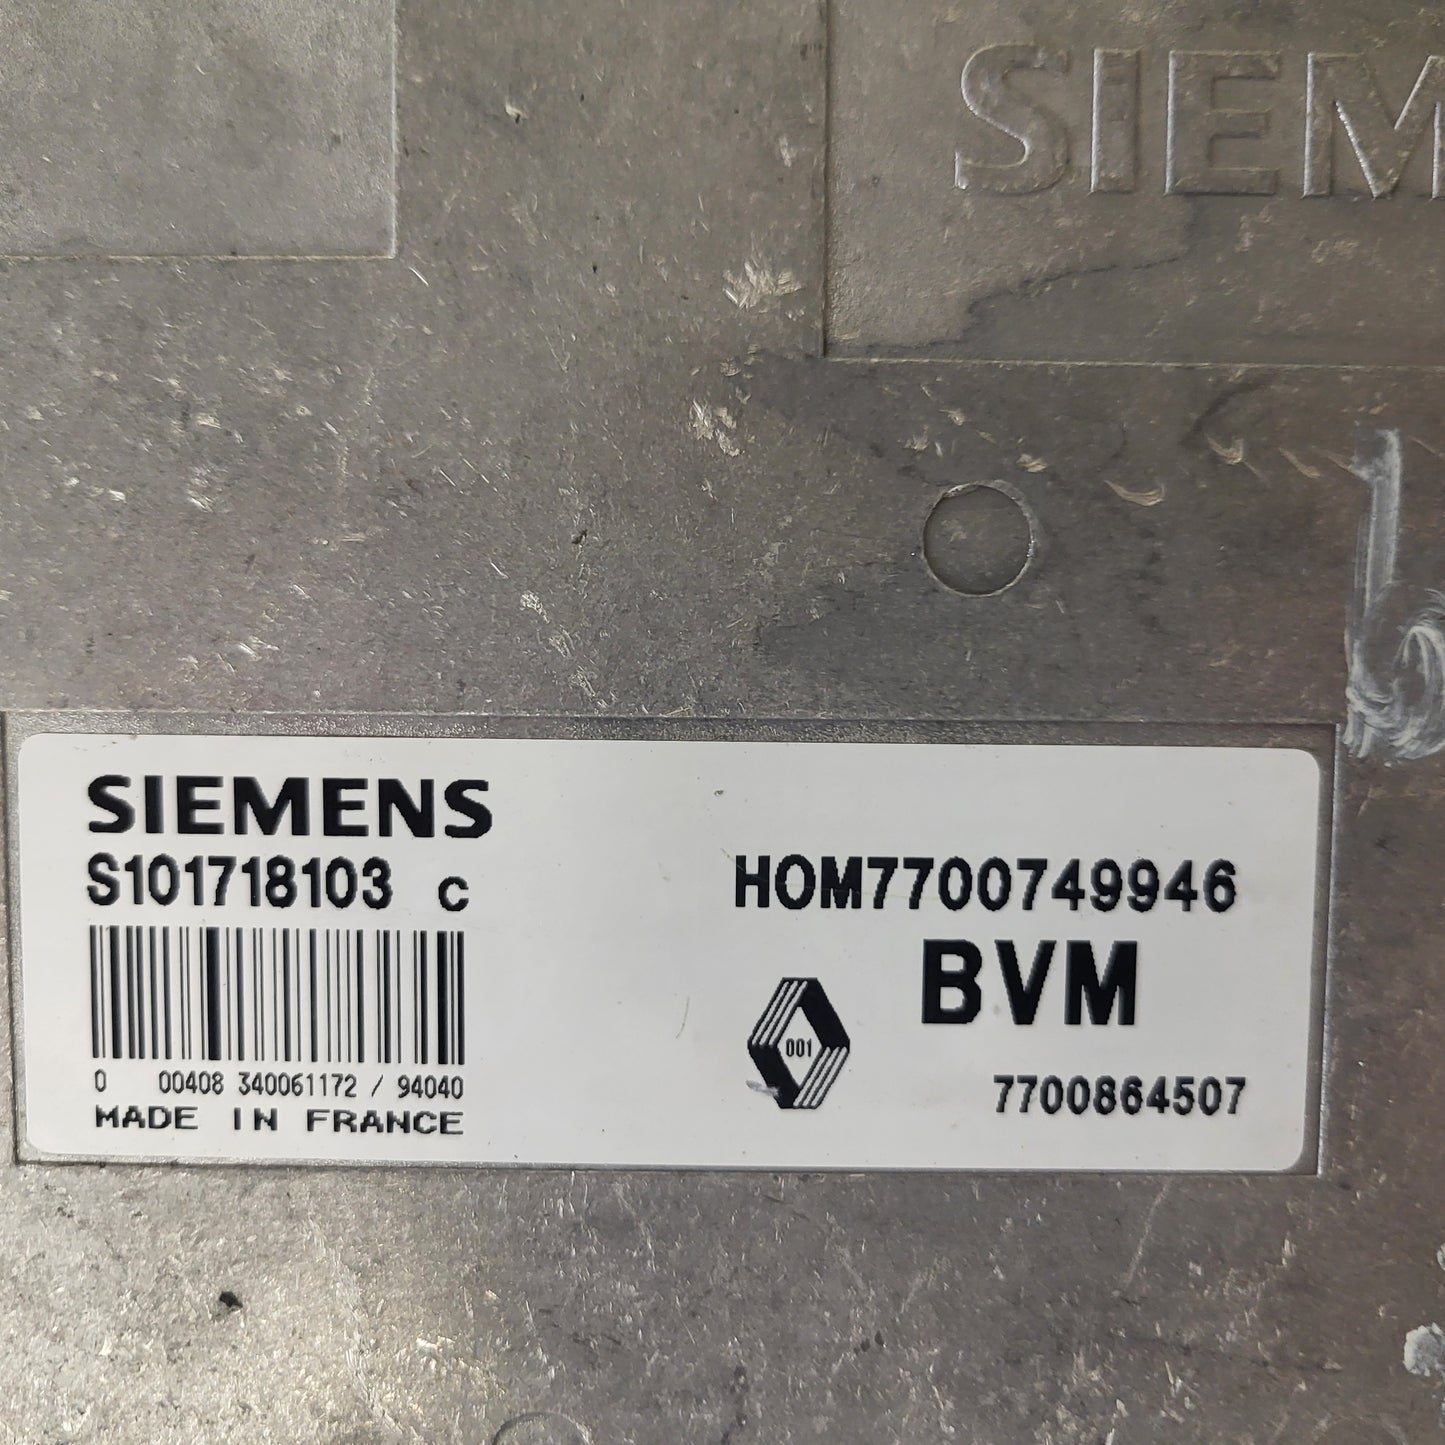 SIEM
SIEMENS
S101718103 C
HOM7700749946
BVM
001
0 00408 340061172 / 94040
7700864507
MADE IN FRANCE